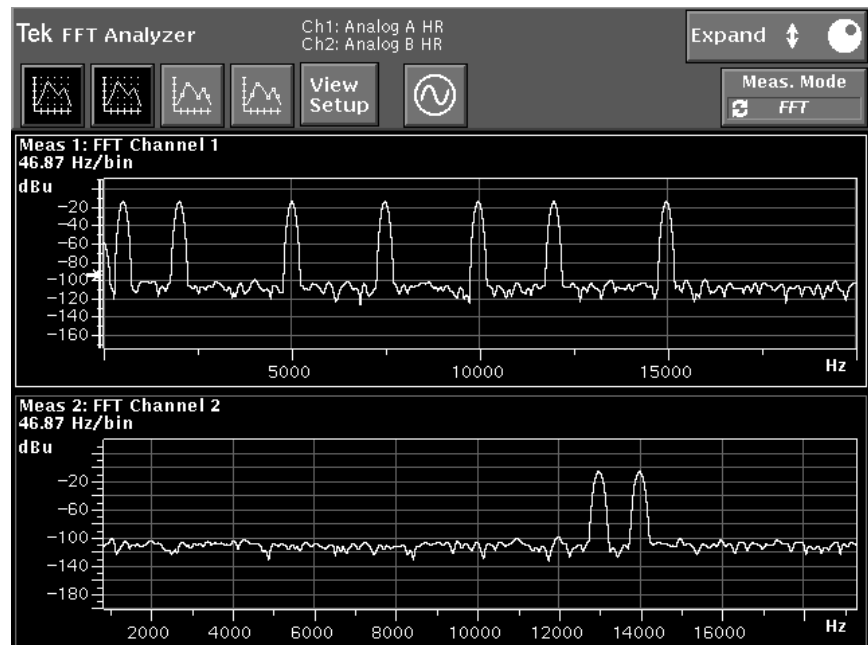 Tek FFT Analyzer
Ch1: Analog A HR
Ch2: Analog B HR
Expand
View
Setup
Meas. Mode
FFT
Meas 1: FFT Channel 1
46.87 Hz/bin
dBu
-20
-40
-60
-80
-100
-120
-140
-160
5000 10000 15000 Hz
Meas 2: FFT Channel 2
46.87 Hz/bin
dBu
-20
-60
-100
-140
-180
2000 4000 6000 8000 10000 12000 14000 16000 Hz